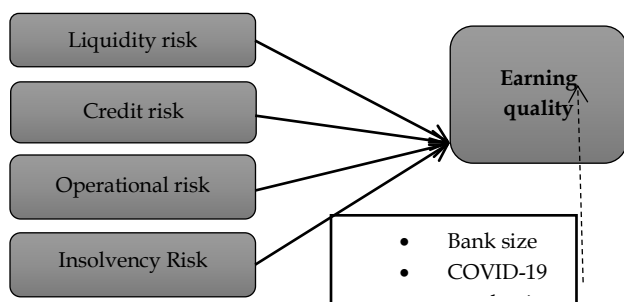 Liquidity risk
Credit risk
Operational risk
Insolvency Risk
Earning
quality
• Bank size
• COVID-19